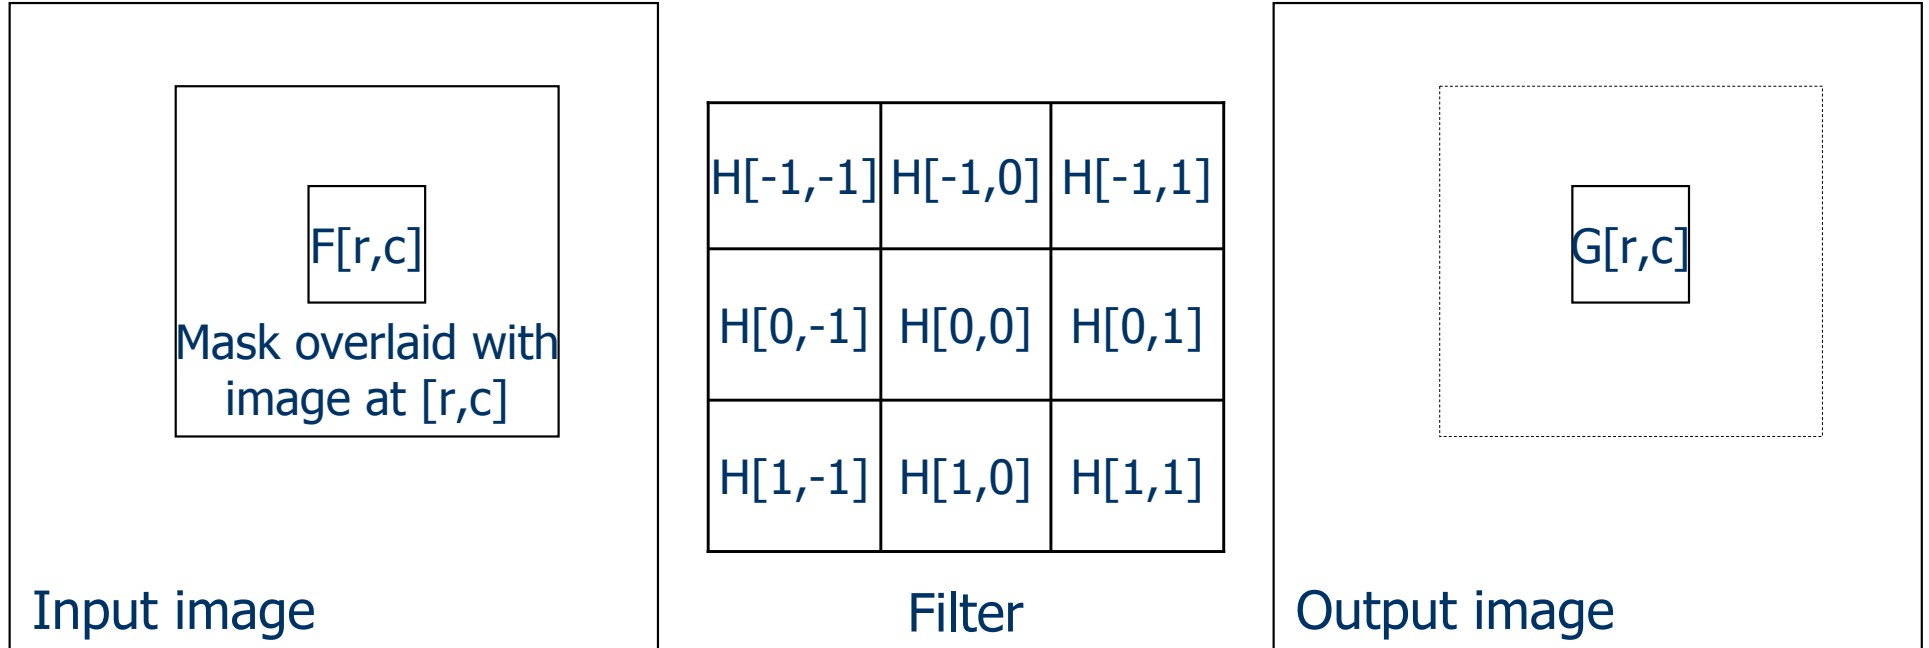 F[r,c]
Mask overlaid with
image at [r,c]
Input image
H[-1,-1] H[-1,0] H[-1,1]
H[0,-1] H[0,0] H[0,1]
H[1,-1] H[1,0] H[1,1]
Filter
G[r,c]
Output image